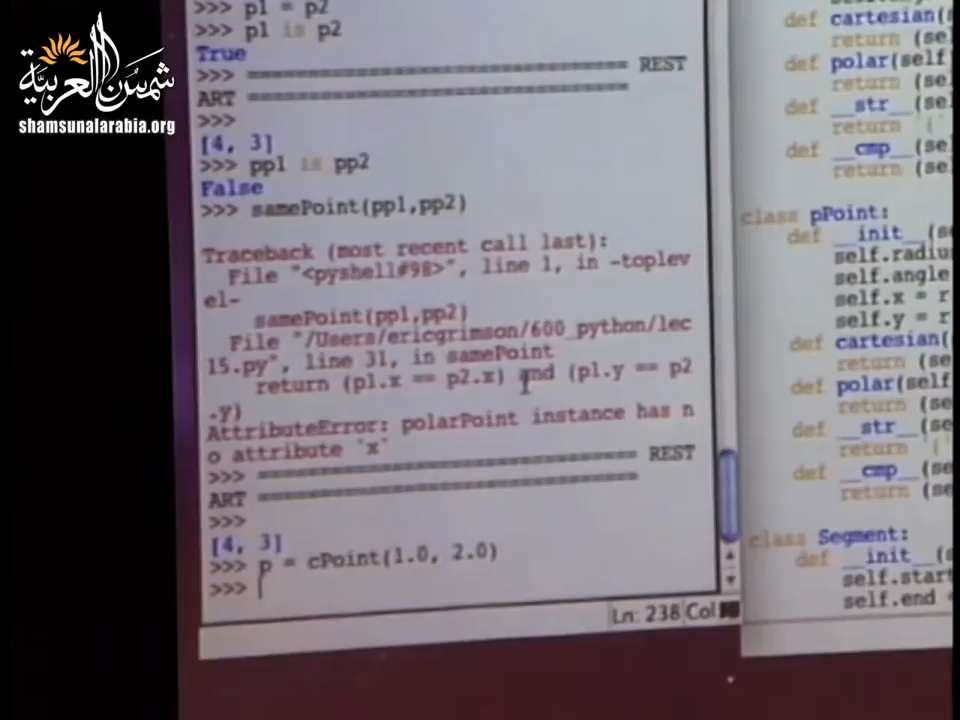 شمس العربية
shamsunalarabia.org
>>> p1 = p2
>>> p1 is p2
True
>>> ================================ REST
ART ================================
>>>
[4, 3]
>>> pp1 is pp2
False
>>> samePoint(pp1,pp2)
Traceback (most recent call last):
File "<pyshell#98>", line 1, in -toplev
el-
samePoint(pp1,pp2)
File "/Users/ericgrimson/600_python/lec
15.py", line 31, in samePoint
return (p1.x == p2.x) and (p1.y == p2
.y)
AttributeError: polarPoint instance has n
o attribute 'x'
>>> ================================ REST
ART ================================
>>>
[4, 3]
>>> p = cPoint(1.0, 2.0)
>>>
Ln: 238 Col
def cartesian(s
return (se
def polar(self
return (se
def __str__(se
return
def __cmp__(se
return (se
class pPoint:
def __init__(s
self.radiu
self.angle
self.x = r
self.y = r
def cartesian(
return (se
def polar(self
return (se
def __str__(se
return
def __cmp__(se
return (se
class Segment:
def __init__(s
self.start
self.end =